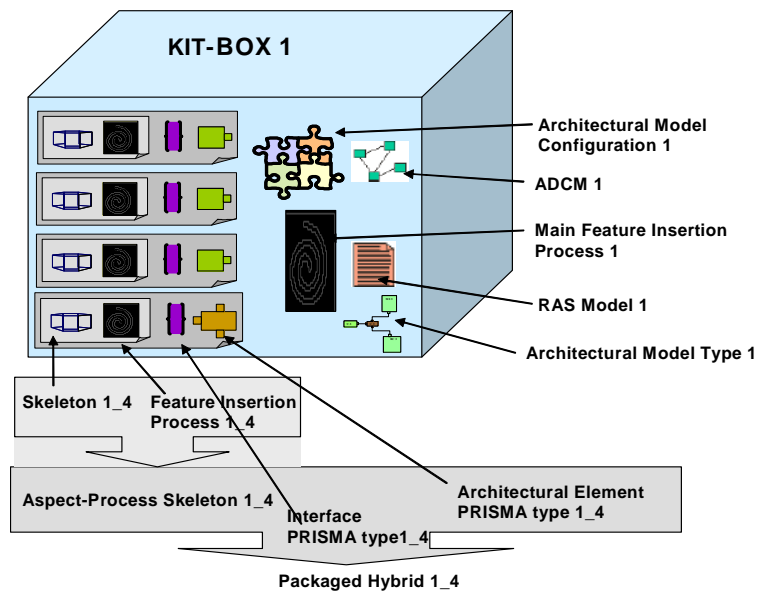 KIT-BOX 1
Architectural Model
Configuration 1
ADCM 1
Main Feature Insertion
Process 1
RAS Model 1
Architectural Model Type 1
Skeleton 1_4
Feature Insertion
Process 1_4
Aspect-Process Skeleton 1_4
Interface
PRISMA type1_4
Architectural Element
PRISMA type 1_4
Packaged Hybrid 1_4